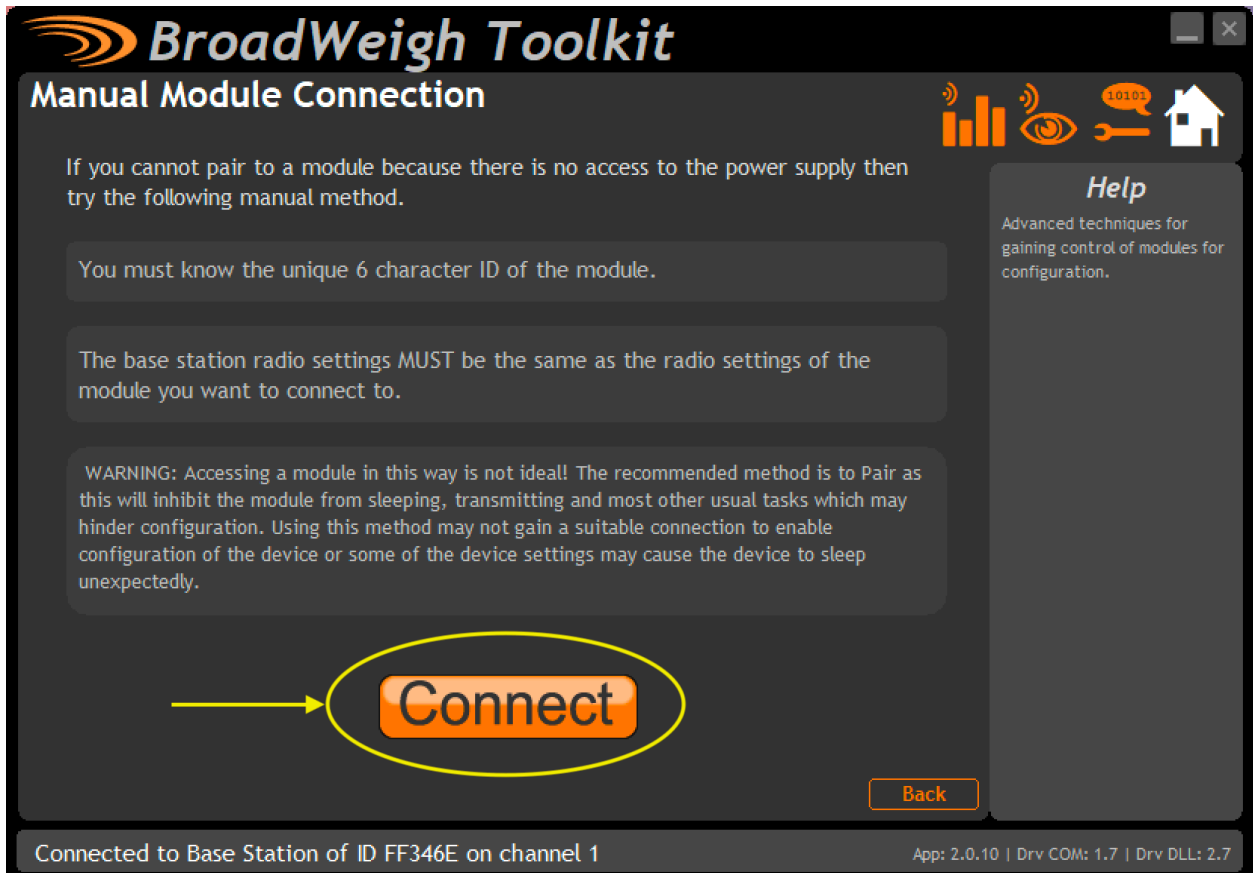 BroadWeigh Toolkit
Manual Module Connection
10101
If you cannot pair to a module because there is no access to the power supply then
try the following manual method.
You must know the unique 6 character ID of the module.
The base station radio settings MUST be the same as the radio settings of the
module you want to connect to.
WARNING: Accessing a module in this way is not ideal! The recommended method is to Pair as
this will inhibit the module from sleeping, transmitting and most other usual tasks which may
hinder configuration. Using this method may not gain a suitable connection to enable
configuration of the device or some of the device settings may cause the device to sleep
unexpectedly.
Connect
Back
Help
Advanced techniques for
gaining control of modules for
configuration.
Connected to Base Station of ID FF346E on channel 1
App: 2.0.10 | Drv COM: 1.7 | Drv DLL: 2.7